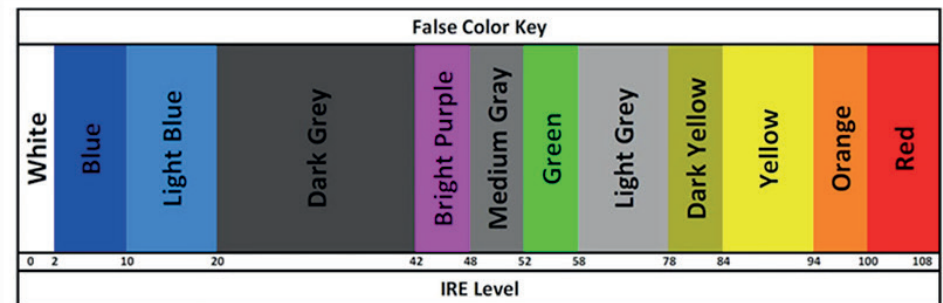 False Color Key
White Blue Light Blue Dark Grey Bright Purple Medium Gray Green Light Grey Dark Yellow Yellow Orange Red
0 2 10 20 42 48 52 58 78 84 94 100 108
IRE Level